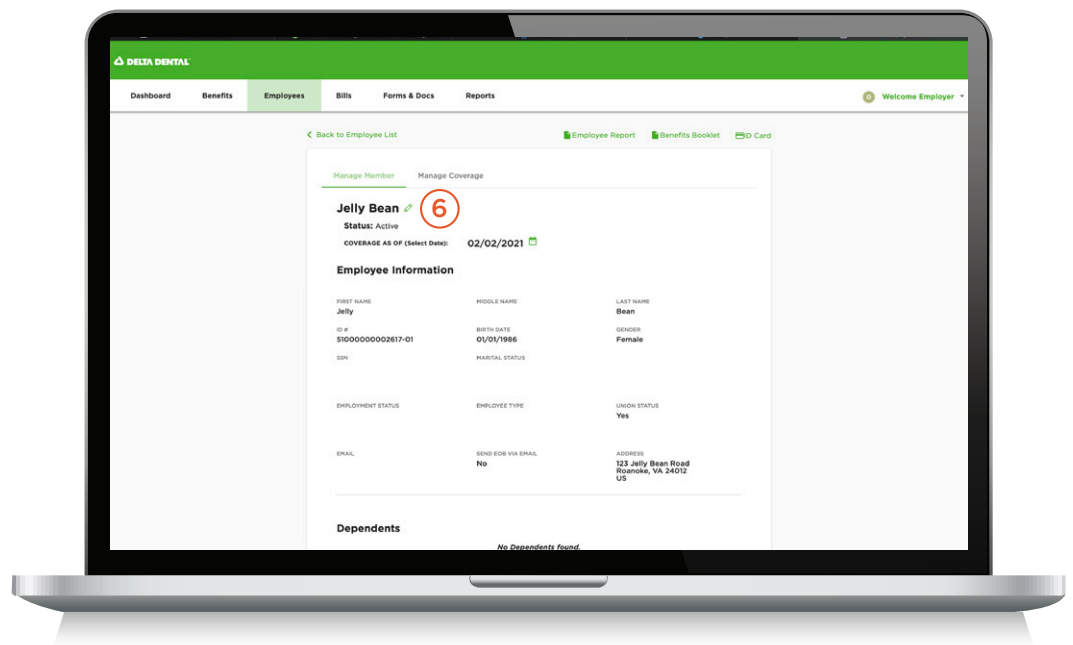 DELTA DENTAL
Dashboard Benefits Employees Bills Forms & Docs Reports Welcome Employer
Back to Employee List Employee Report Benefits Booklet ID Card
Manage Member Manage Coverage
Jelly Bean 6
Status: Active
COVERAGE AS OF (Select Date): 02/02/2021
Employee Information
FIRST NAME MIDDLE NAME LAST NAME
Jelly Bean
ID # BIRTH DATE GENDER
S1000000002617-01 01/01/1986 Female
SSN MARITAL STATUS
EMPLOYMENT STATUS EMPLOYEE TYPE UNION STATUS
Yes
EMAIL SEND EOB VIA EMAIL ADDRESS
No 123 Jelly Bean Road
Roanoke, VA 24012
US
Dependents
No Dependents found.